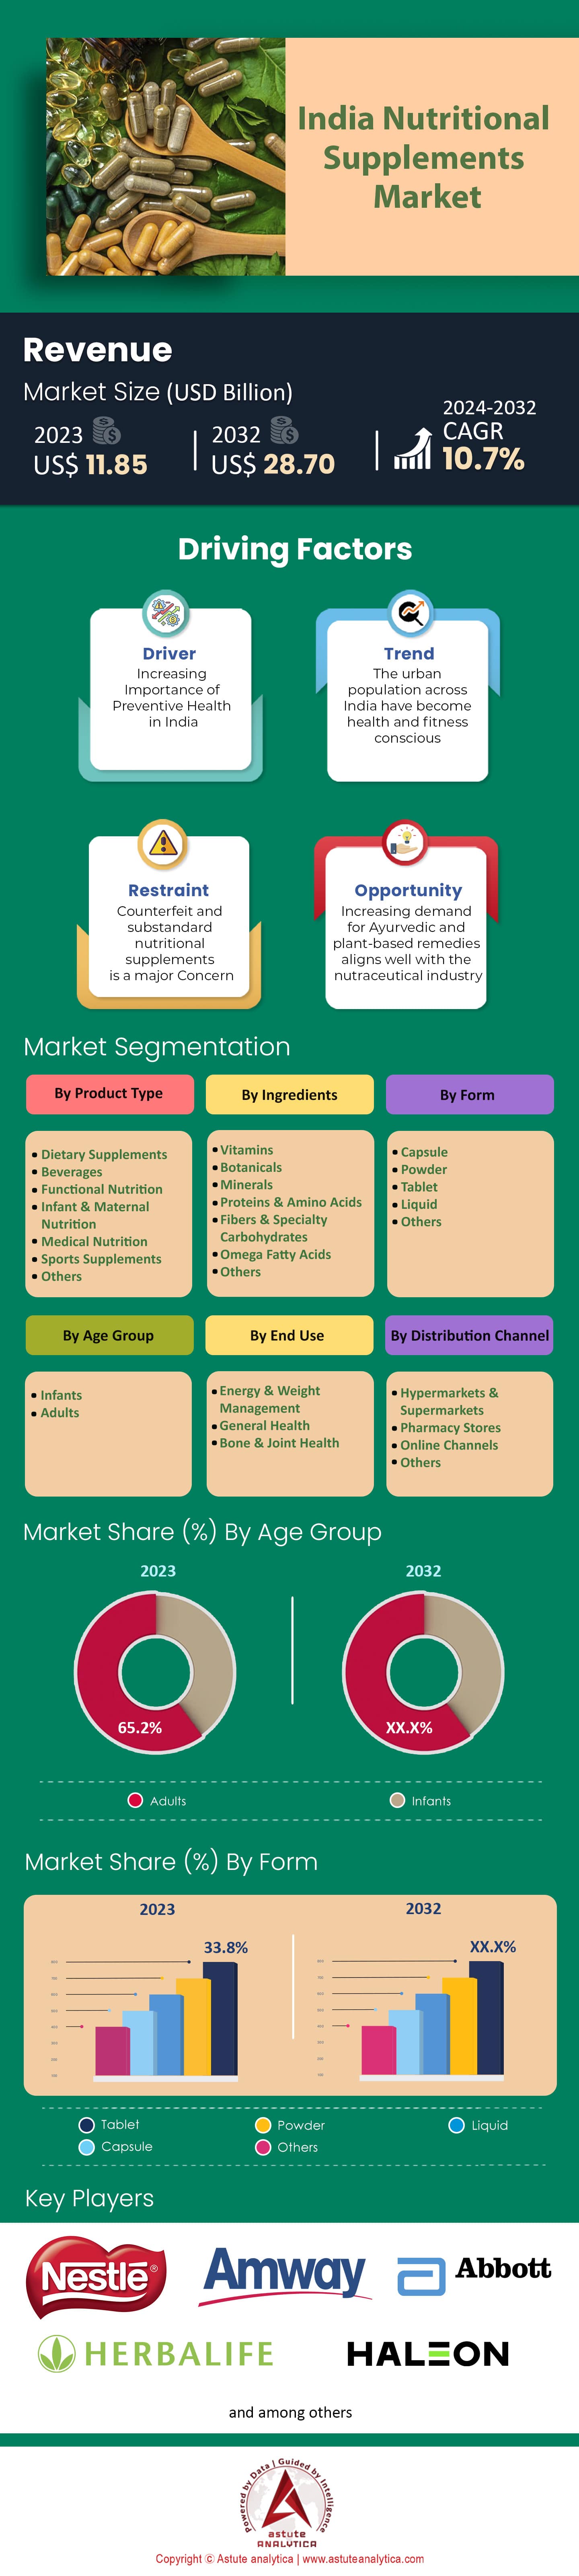 India Nutritional
Supplements
Market
Revenue
Market Size (USD Billion)
2023
US$ 11.85
2032
US$ 28.70
2024-2032
CAGR
10.7%
Driving Factors
Driver
Increasing
Importance of
Preventive Health
in India
Trend
The urban
population across
India have become
health and fitness
conscious
Restraint
Counterfeit and
substandard
nutritional
supplements
is a major Concern
Opportunity
Increasing demand
for Ayurvedic and
plant-based remedies
aligns well with the
nutraceutical industry
Market Segmentation
By Product Type
Dietary Supplements
Beverages
Functional Nutrition
Infant & Maternal
Nutrition
Medical Nutrition
Sports Supplements
Others
By Ingredients
Vitamins
Botanicals
Minerals
Proteins & Amino Acids
Fibers & Specialty
Carbohydrates
Omega Fatty Acids
Others
By Form
Capsule
Powder
Tablet
Liquid
Others
By Age Group
Infants
Adults
By End Use
Energy & Weight
Management
General Health
Bone & Joint Health
By Distribution Channel
Hypermarkets &
Supermarkets
Pharmacy Stores
Online Channels
Others
Market Share (%) By Age Group
2023
65.2%
2032
XX.X%
Adults
Infants
Market Share (%) By Form
2023
33.8%
2032
XX.X%
Tablet
Powder
Liquid
Capsule
Others
Key Players
Nestlé®
Amway
Abbott
HERBALIFE
HALEON
and among others
Powered by Data | Guided by Intelligence
astute
ANALYTICA
Copyright © Astute analytica | www.astuteanalytica.com